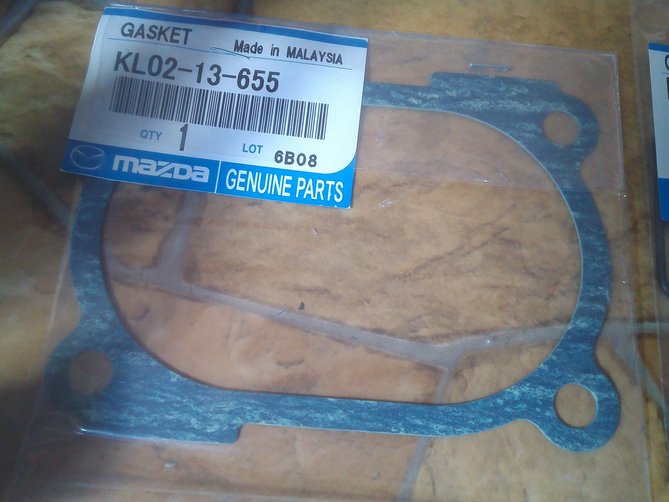 GASKET
Made in MALAYSIA
KL02-13-655
QTY 1 LOT 6B08
mazda GENUINE PARTS